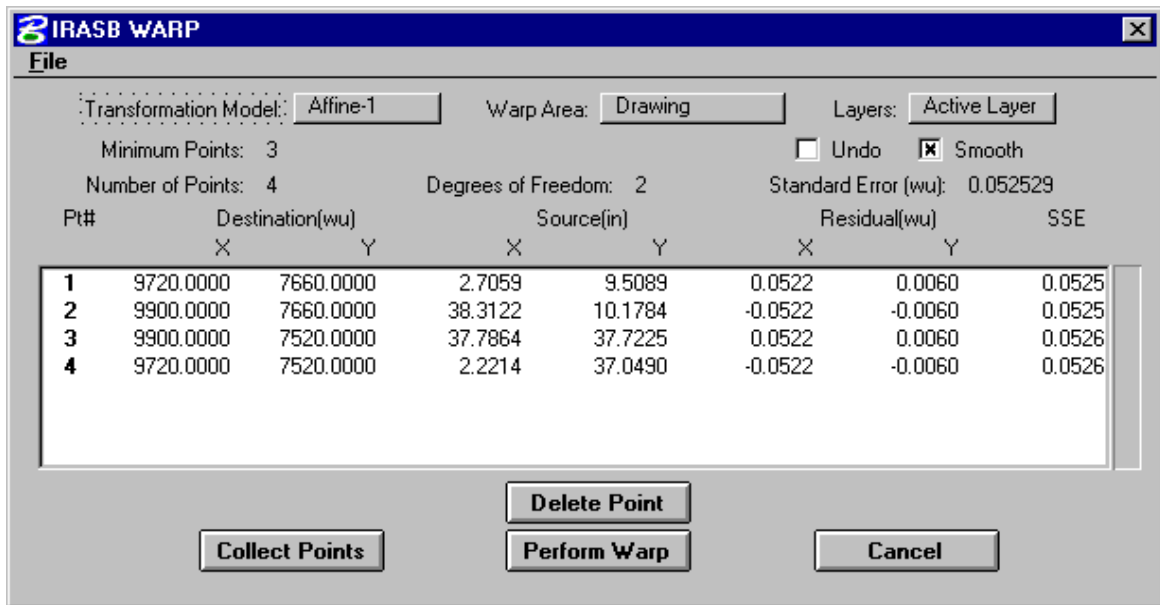 IRASB WARP
File
Transformation Model: Affine-1 Warp Area: Drawing Layers: Active Layer
Minimum Points: 3 Undo Smooth
Number of Points: 4 Degrees of Freedom: 2 Standard Error (wu): 0.052529
Pt# Destination(wu) Source(in) Residual(wu) SSE
X Y X Y X Y
1 9720.0000 7660.0000 2.7059 9.5089 0.0522 0.0060 0.0525
2 9900.0000 7660.0000 38.3122 10.1784 -0.0522 -0.0060 0.0525
3 9900.0000 7520.0000 37.7864 37.7225 0.0522 0.0060 0.0526
4 9720.0000 7520.0000 2.2214 37.0490 -0.0522 -0.0060 0.0526
Delete Point
Collect Points Perform Warp Cancel